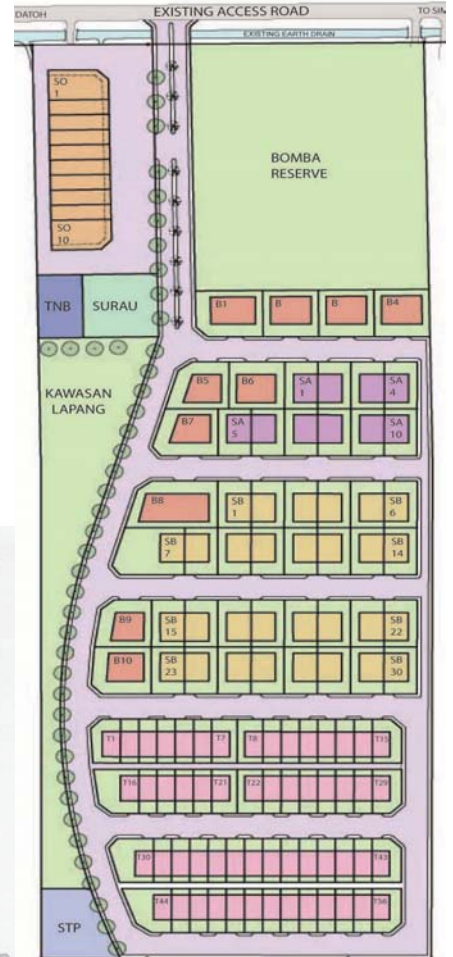 DATOH
EXISTING ACCESS ROAD
TO SIM
EXISTING EARTH DRAIN
SO
1
BOMBA
RESERVE
SO
10
TNB
SURAU
B1
B
B
B4
KAWASAN
LAPANG
B5
B6
SA
1
SA
4
B7
SA
5
SA
10
B8
SB
1
SB
6
SB
7
SB
14
B9
SB
15
SB
22
B10
SB
23
SB
30
T1
T7
T8
T15
T16
T21
T22
T29
T30
T43
T44
T56
STP